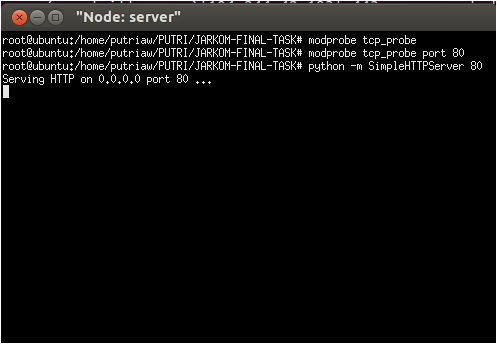 "Node: server"
root@ubuntu:/home/putriaw/PUTRI/JARKOM-FINAL-TASK# modprobe tcp_probe
root@ubuntu:/home/putriaw/PUTRI/JARKOM-FINAL-TASK# modprobe tcp_probe port 80
root@ubuntu:/home/putriaw/PUTRI/JARKOM-FINAL-TASK# python -m SimpleHTTPServer 80
Serving HTTP on 0.0.0.0 port 80 ...